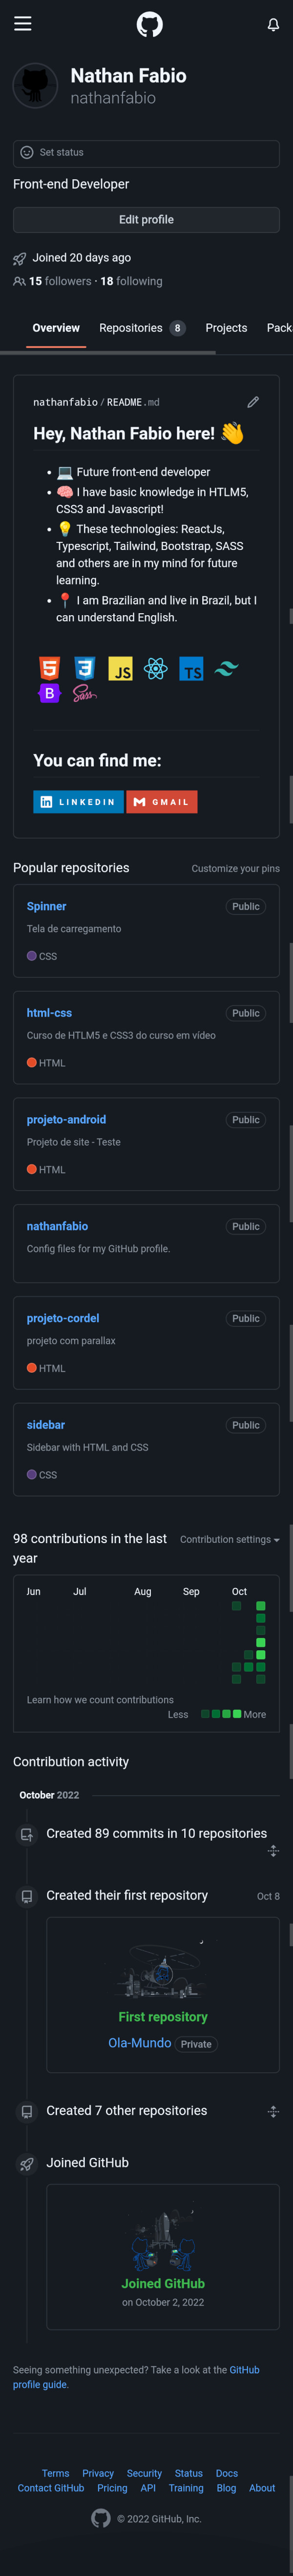 Nathan Fabio
nathanfabio
Set status
Front-end Developer
Edit profile
Joined 20 days ago
15 followers · 18 following
Overview Repositories 8 Projects Pack
nathanfabio/README.md
Hey, Nathan Fabio here! 👋
• 💻 Future front-end developer
• 🧠 I have basic knowledge in HTLM5,
CSS3 and Javascript!
• 💡 These technologies: ReactJs,
Typescript, Tailwind, Bootstrap, SASS
and others are in my mind for future
learning.
• 📍 I am Brazilian and live in Brazil, but I
can understand English.
5 3 JS TS
B Sass
You can find me:
in LINKEDIN GMAIL
Popular repositories Customize your pins
Spinner Public
Tela de carregamento
CSS
html-css Public
Curso de HTLM5 e CSS3 do curso em vídeo
HTML
projeto-android Public
Projeto de site - Teste
HTML
nathanfabio Public
Config files for my GitHub profile.
projeto-cordel Public
projeto com parallax
HTML
sidebar Public
Sidebar with HTML and CSS
CSS
98 contributions in the last Contribution settings
year
Jun Jul Aug Sep Oct
Learn how we count contributions
Less More
Contribution activity
October 2022
Created 89 commits in 10 repositories
Created their first repository Oct 8
First repository
Ola-Mundo Private
Created 7 other repositories
Joined GitHub
Joined GitHub
on October 2, 2022
Seeing something unexpected? Take a look at the GitHub
profile guide.
Terms Privacy Security Status Docs
Contact GitHub Pricing API Training Blog About
© 2022 GitHub, Inc.